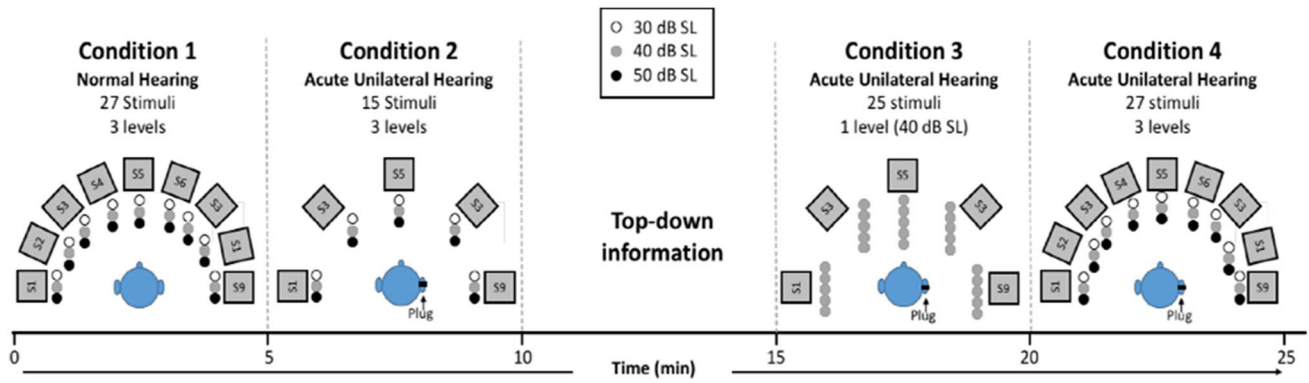 30 dB SL
40 dB SL
50 dB SL
Condition 1
Normal Hearing
27 Stimuli
3 levels
S1
S2
S3
S4
S5
S6
S3
S1
S9
Condition 2
Acute Unilateral Hearing
15 Stimuli
3 levels
S1
S3
S5
S3
S9
Plug
Top-down
information
Condition 3
Acute Unilateral Hearing
25 stimuli
1 level (40 dB SL)
S1
S3
S5
S3
S9
Plug
Condition 4
Acute Unilateral Hearing
27 stimuli
3 levels
S1
S2
S3
S4
S5
S6
S3
S1
S9
Plug
0
5
10
15
20
25
Time (min)